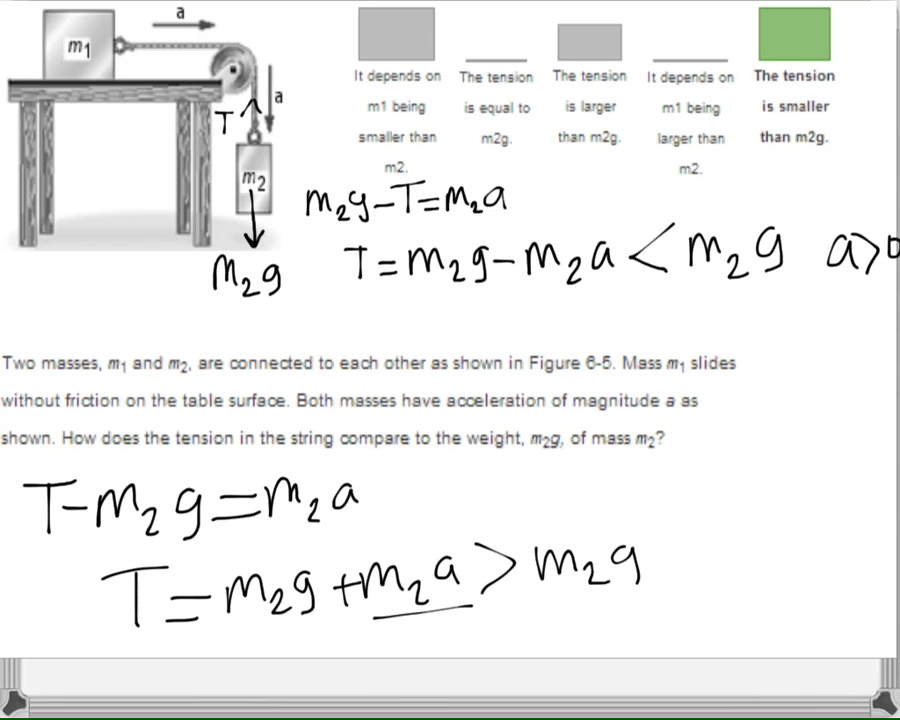 a
m1
a
T
m2
m2g
It depends on
m1 being
smaller than
m2.
The tension
is equal to
m2g.
The tension
is larger
than m2g.
It depends on
m1 being
larger than
m2.
The tension
is smaller
than m2g.
m2g-T=m2a
T=m2g-m2a<m2g a>0
Two masses, m1 and m2, are connected to each other as shown in Figure 6-5. Mass m1 slides
without friction on the table surface. Both masses have acceleration of magnitude a as
shown. How does the tension in the string compare to the weight, m2g, of mass m2?
T-m2g=m2a
T=m2g+m2a>m2g